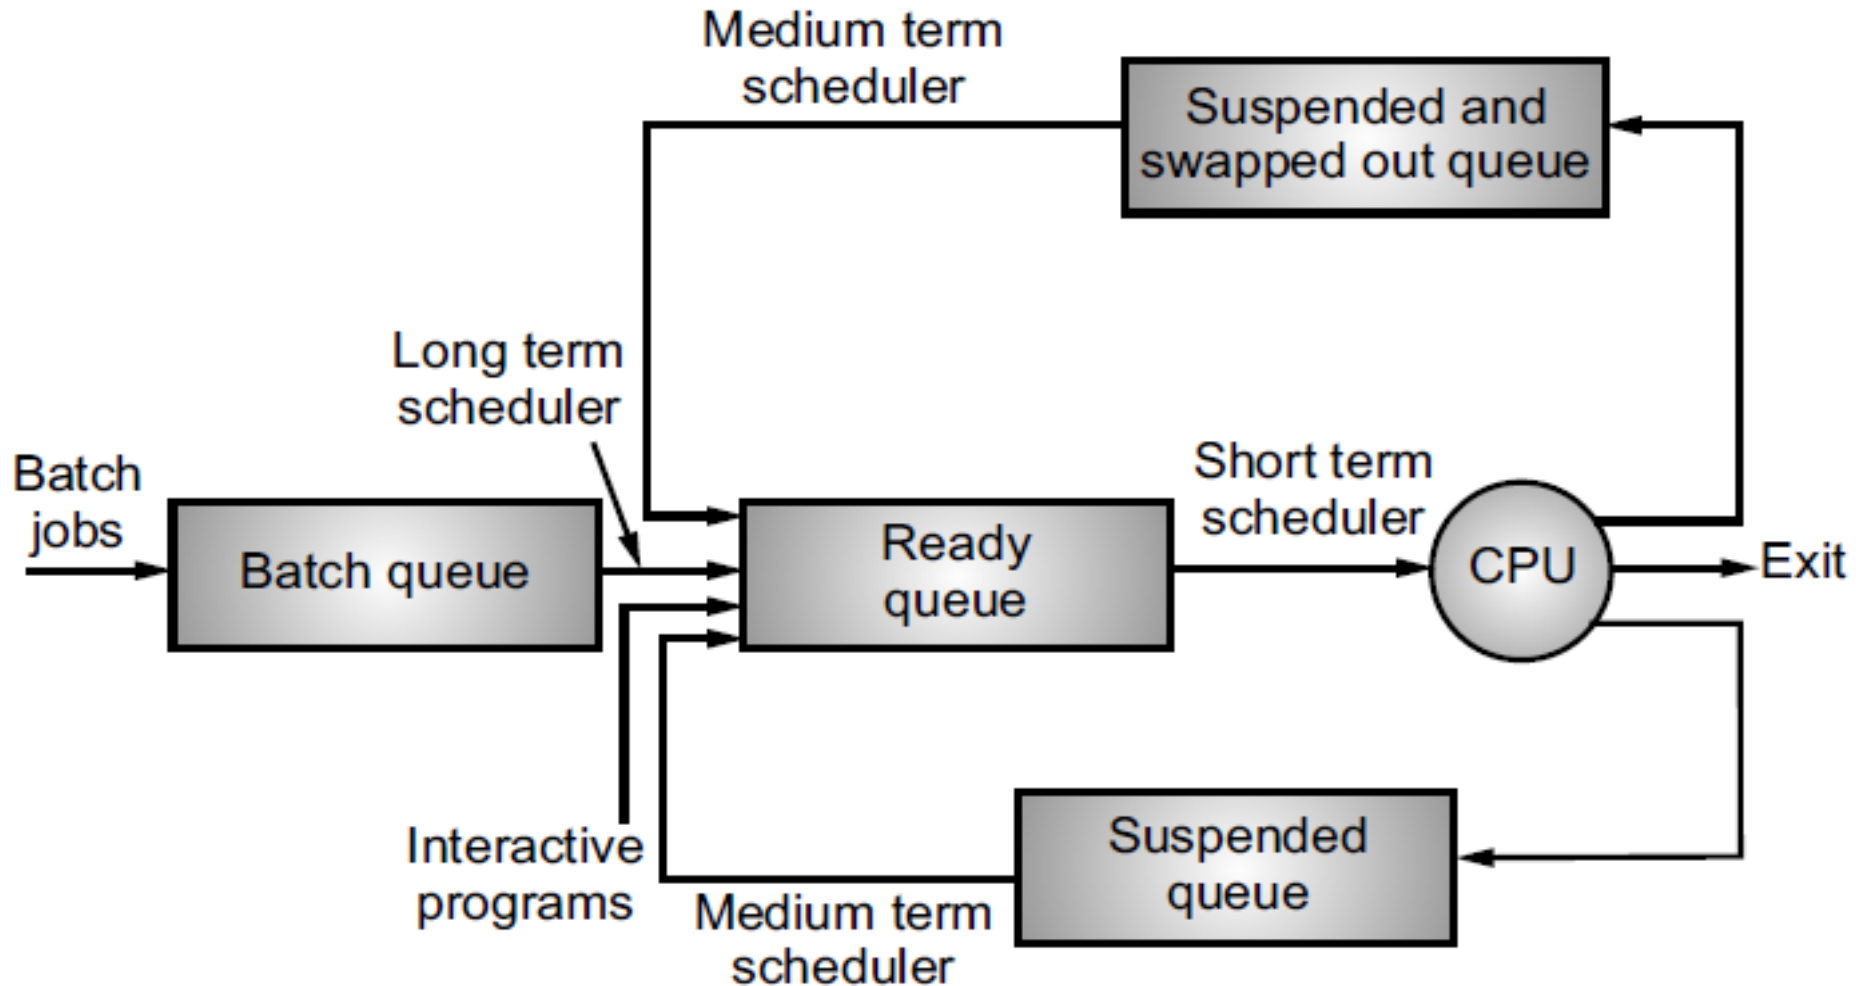 Medium term
scheduler
Suspended and
swapped out queue
Long term
scheduler
Batch
jobs
Batch queue
Ready
queue
Short term
scheduler
CPU
Exit
Interactive
programs
Medium term
scheduler
Suspended
queue